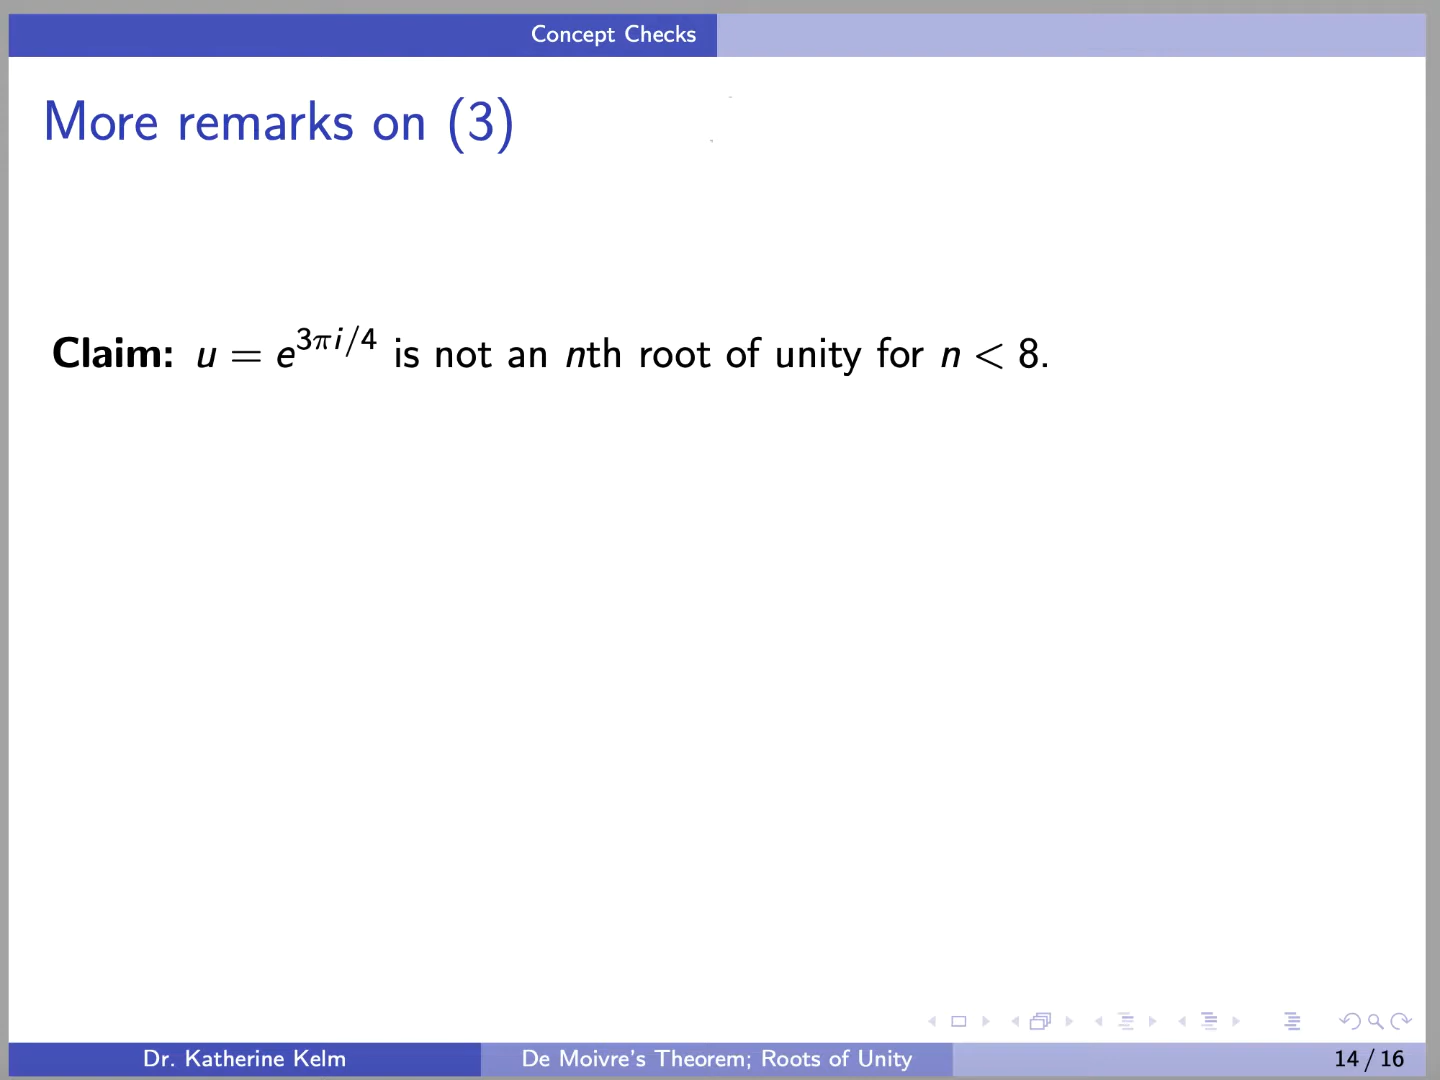 Concept Checks
More remarks on (3)
Claim: u = e^{3πi/4} is not an nth root of unity for n < 8.
Dr. Katherine Kelm
De Moivre's Theorem; Roots of Unity
14 / 16